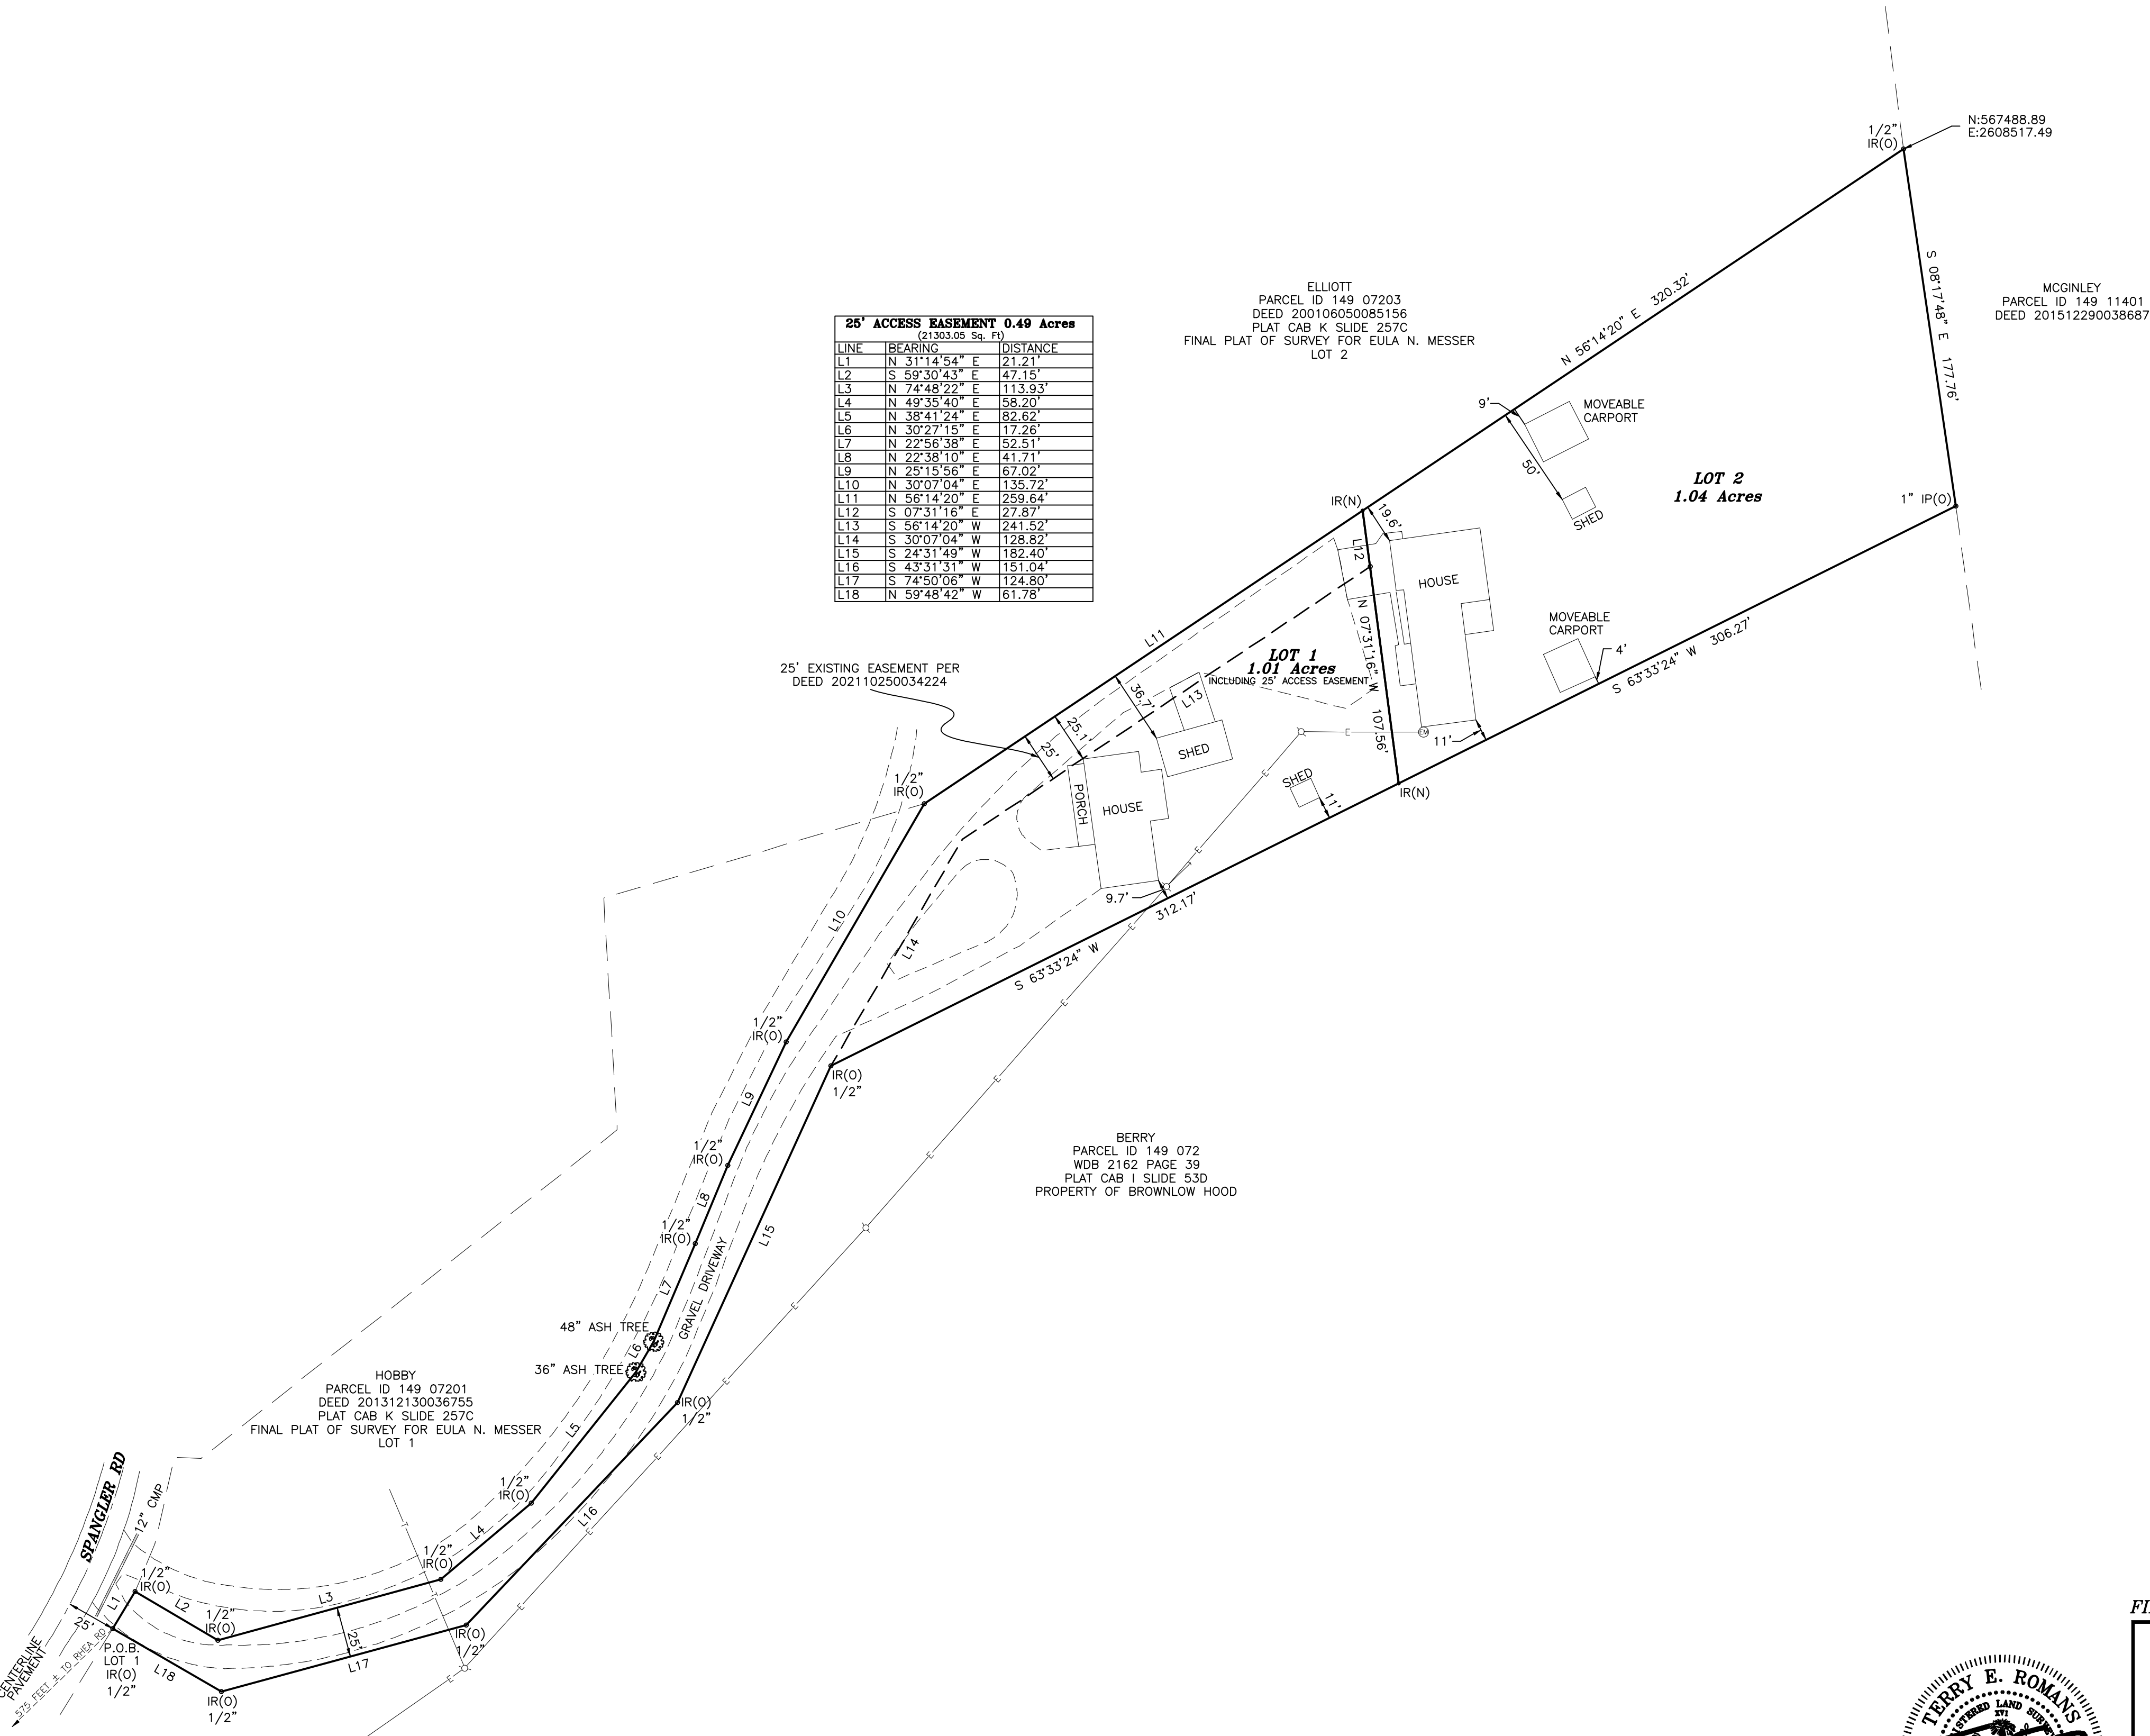 N:567488.89
E:2608517.49
1/2"
IR(O)
ELLIOTT
PARCEL ID 149 07203
DEED 200106050085156
PLAT CAB K SLIDE 257C
FINAL PLAT OF SURVEY FOR EULA N. MESSER
LOT 2
N 56°14'20" E 320.32'
S 08°17'48" E 177.76'
MCGINLEY
PARCEL ID 149 11401
DEED 201512290038687
25' ACCESS EASEMENT 0.49 Acres
(21303.05 Sq. Ft)
LINE BEARING DISTANCE
L1 N 31°14'54" E 21.21'
L2 S 59°30'43" E 47.15'
L3 N 74°48'22" E 113.93'
L4 N 49°35'40" E 58.20'
L5 N 38°41'24" E 82.62'
L6 N 30°27'15" E 17.26'
L7 N 22°56'38" E 52.51'
L8 N 22°38'10" E 41.71'
L9 N 25°15'56" E 67.02'
L10 N 30°07'04" E 135.72'
L11 N 56°14'20" E 259.64'
L12 S 07°31'16" E 27.87'
L13 S 56°14'20" W 241.52'
L14 S 30°07'04" W 128.82'
L15 S 24°31'49" W 182.40'
L16 S 43°31'31" W 151.04'
L17 S 74°50'06" W 124.80'
L18 N 59°48'42" W 61.78'
9'
MOVEABLE
CARPORT
50'
SHED
LOT 2
1.04 Acres
1" IP(O)
IR(N)
19.6'
L12
HOUSE
MOVEABLE
CARPORT
4'
S 63°33'24" W 306.27'
N 07°31'16" W 107.56'
L11
LOT 1
1.01 Acres
INCLUDING 25' ACCESS EASEMENT
25' EXISTING EASEMENT PER
DEED 202110250034224
36.7'
L13
25.1'
25'
SHED
E
EM
11'
E
SHED
11'
IR(N)
1/2"
IR(O)
PORCH
HOUSE
E
9.7'
312.17'
E
S 63°33'24" W
L10
L14
E
1/2"
IR(O)
IR(O)
1/2"
E
L9
BERRY
PARCEL ID 149 072
WDB 2162 PAGE 39
PLAT CAB I SLIDE 53D
PROPERTY OF BROWNLOW HOOD
1/2"
IR(O)
E
L8
L15
1/2"
IR(O)
GRAVEL DRIVEWAY
L7
E
48" ASH TREE
L6
36" ASH TREE
E
HOBBY
PARCEL ID 149 07201
DEED 201312130036755
PLAT CAB K SLIDE 257C
FINAL PLAT OF SURVEY FOR EULA N. MESSER
LOT 1
IR(O)
1/2"
L5
E
SPANGLER RD
12" CMP
1/2"
IR(O)
L16
E
L4
T
1/2"
IR(O)
1/2"
IR(O)
L1
L2
L3
T
E
25'
1/2"
IR(O)
25'
IR(O)
1/2"
P.O.B.
LOT 1
IR(O)
1/2"
L18
L17
E
CENTERLINE
PAVEMENT
575 FEET ± TO RHEA RD
IR(O)
1/2"
TERRY E. ROMANS
XVI